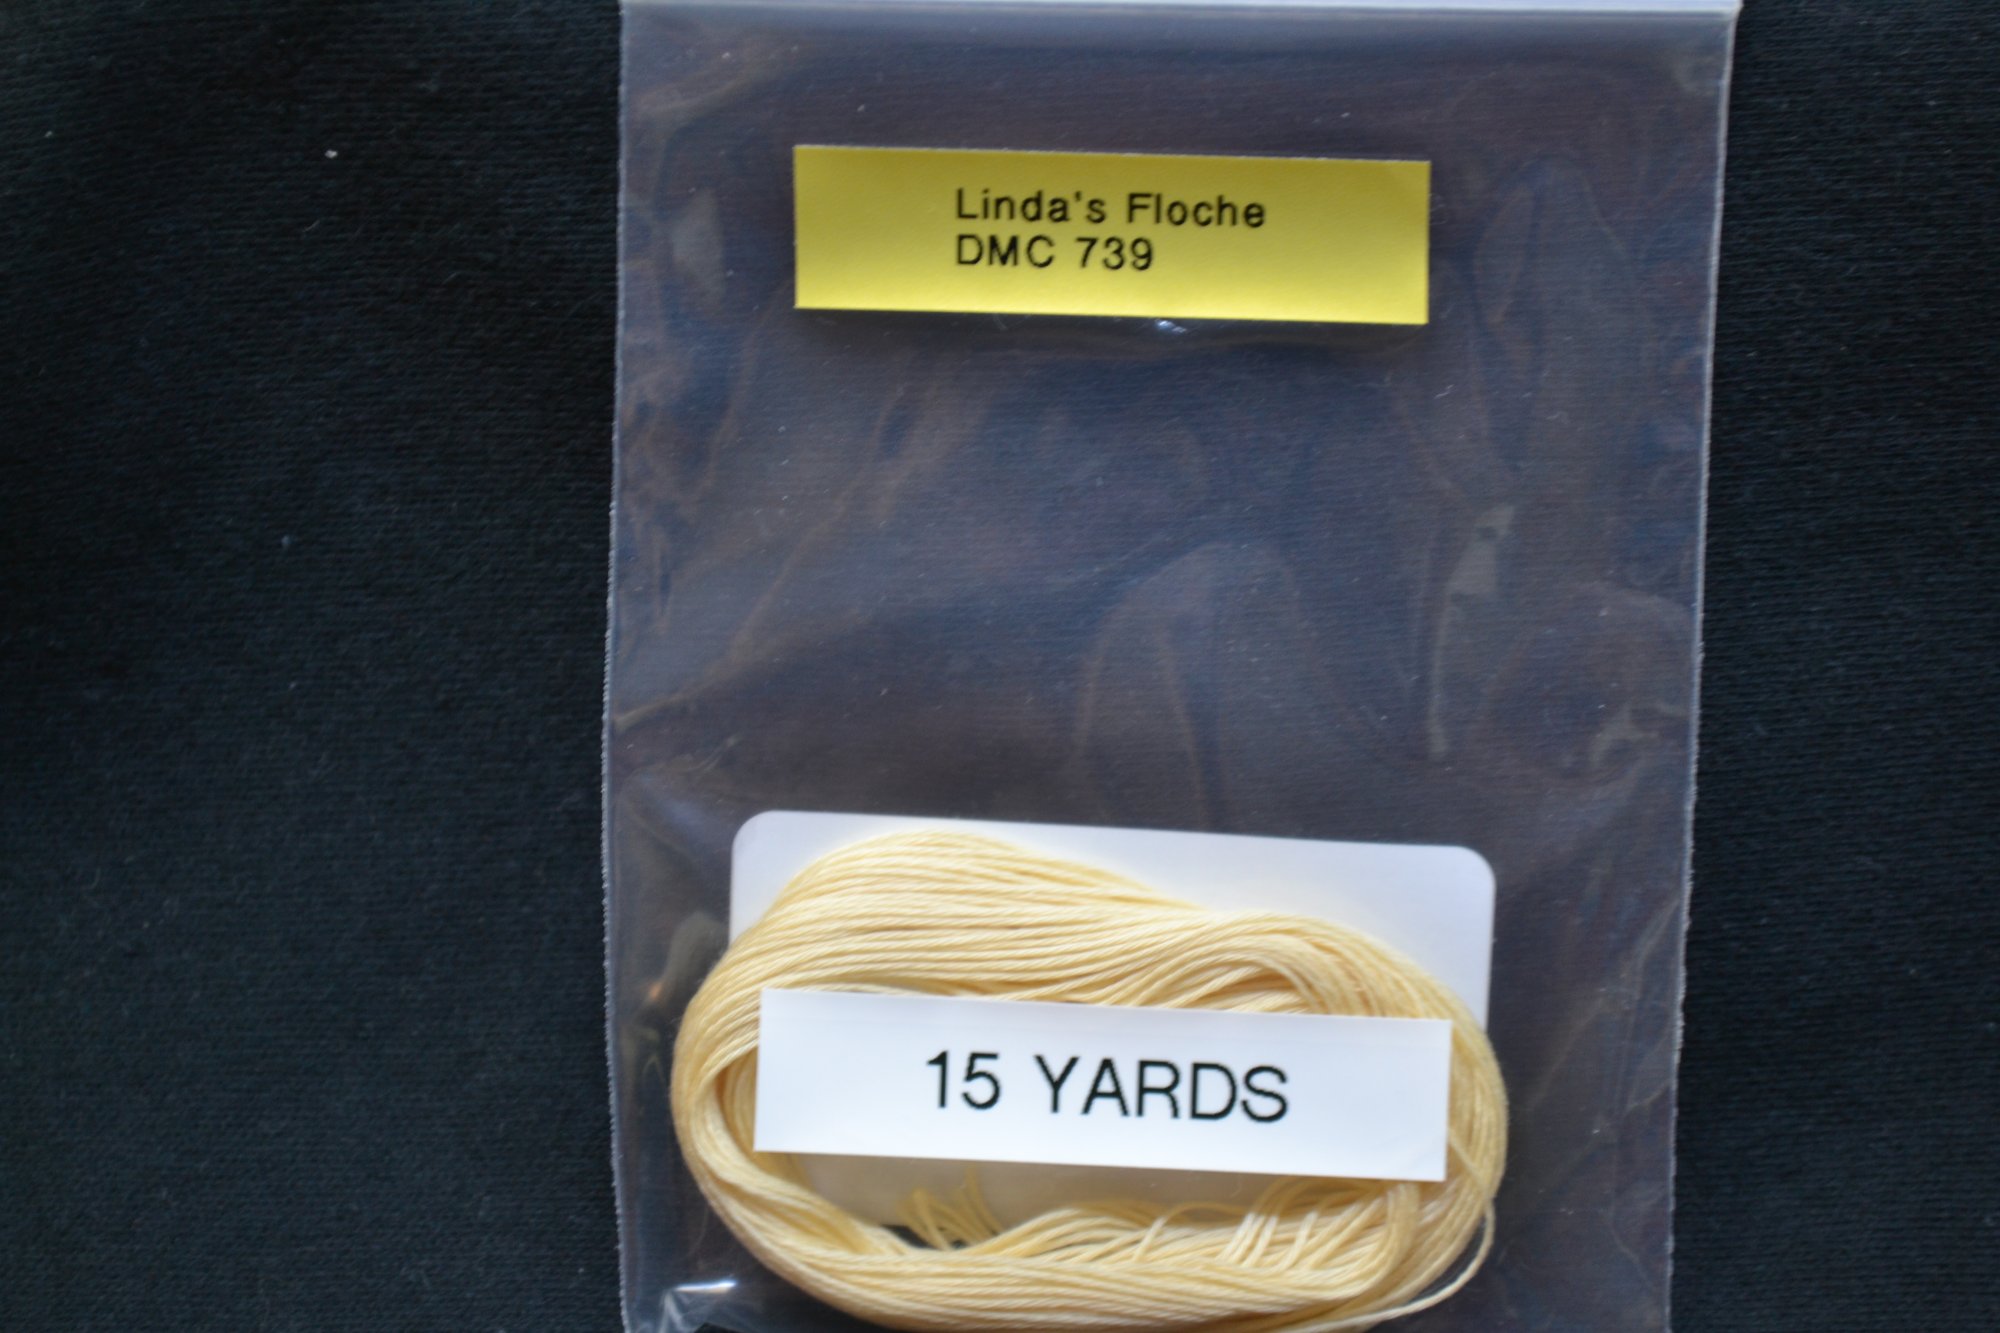 Linda's Floche
DMC 739
15 YARDS